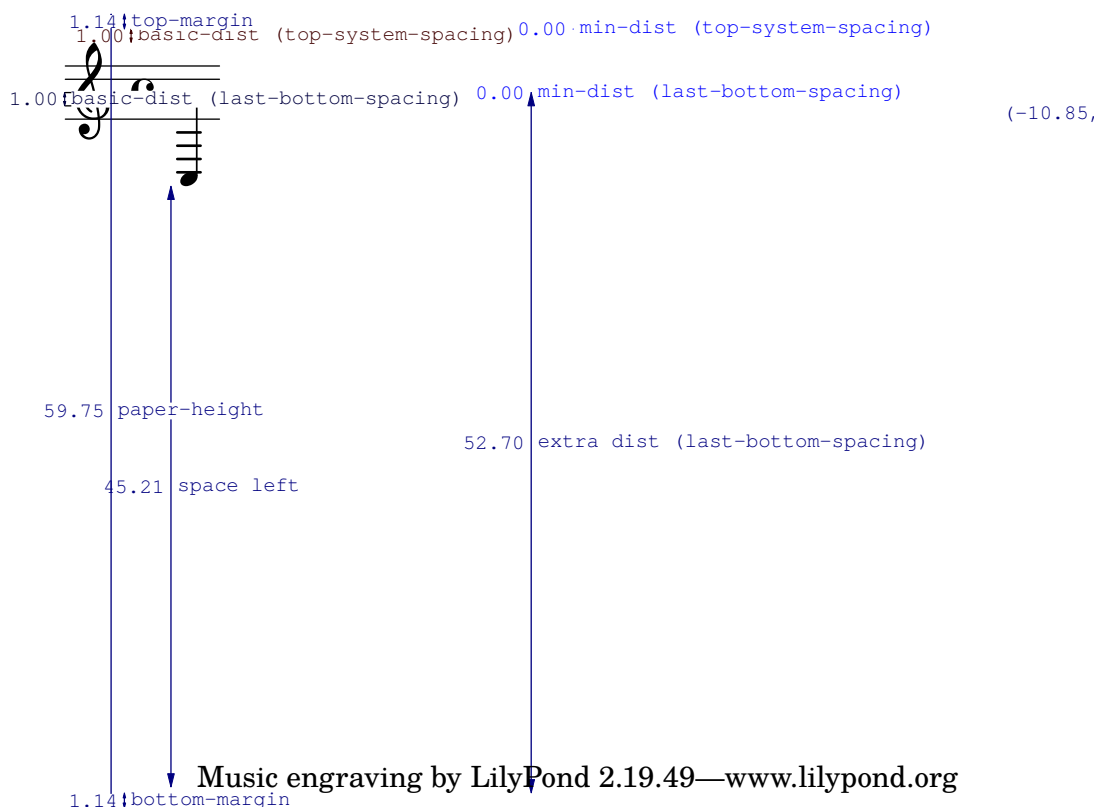 1.14 top-margin
0.00 min-dist (top-system-spacing)
1.00 basic-dist (top-system-spacing)
0.00 min-dist (last-bottom-spacing)
1.00 basic-dist (last-bottom-spacing)
(-10.85,
59.75 paper-height
52.70 extra dist (last-bottom-spacing)
45.21 space left
Music engraving by LilyPond 2.19.49—www.lilypond.org
1.14 bottom-margin